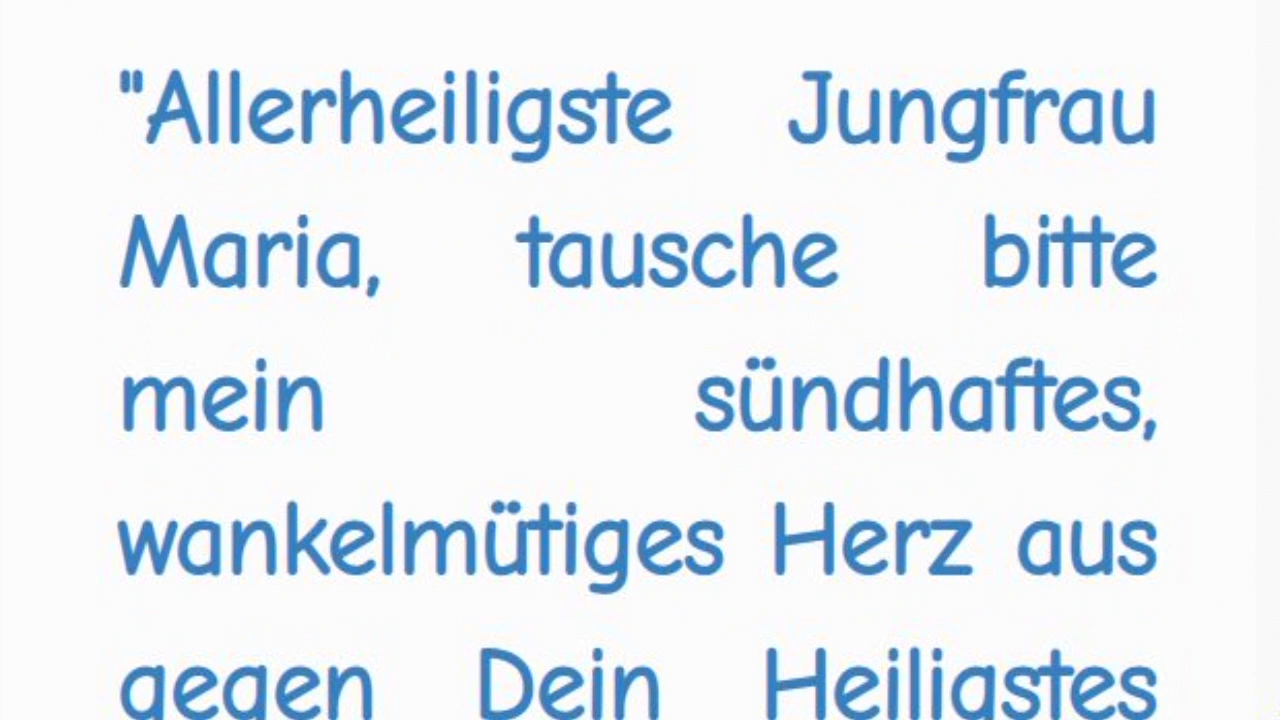 "Allerheiligste Jungfrau
Maria, tausche bitte
mein sündhaftes,
wankelmütiges Herz aus
gegen Dein Heiligstes